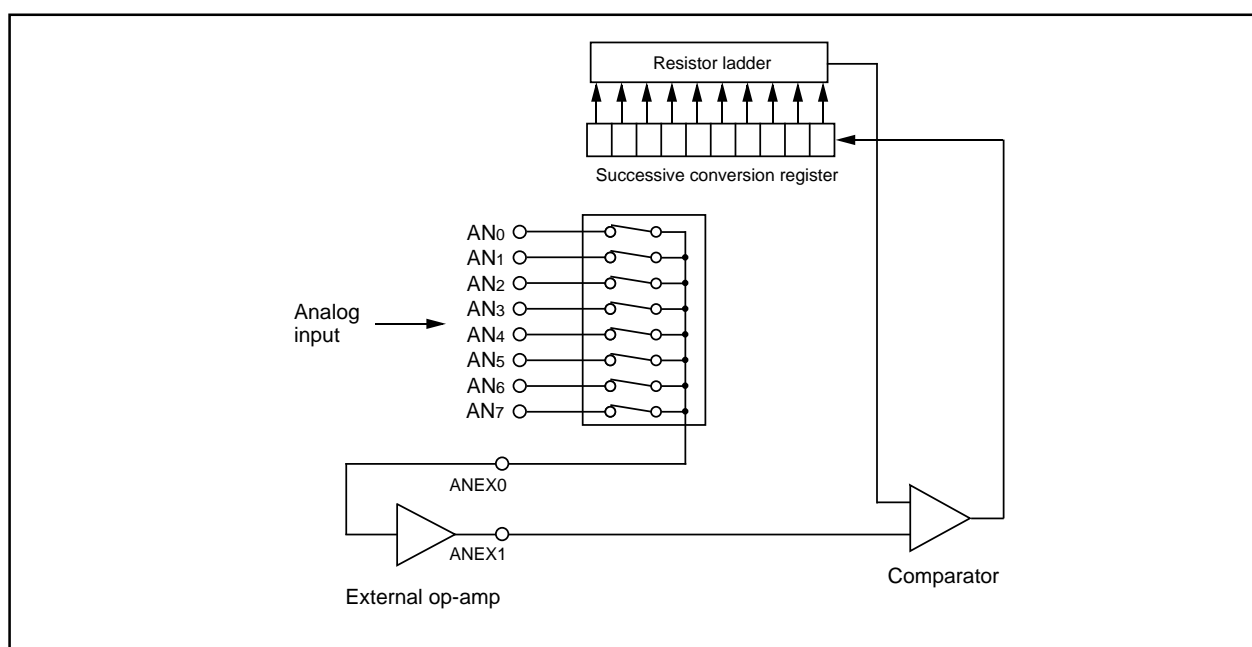 Resistor ladder
Successive conversion register
AN0
AN1
AN2
AN3
AN4
AN5
AN6
AN7
Analog
input
ANEX0
ANEX1
External op-amp
Comparator